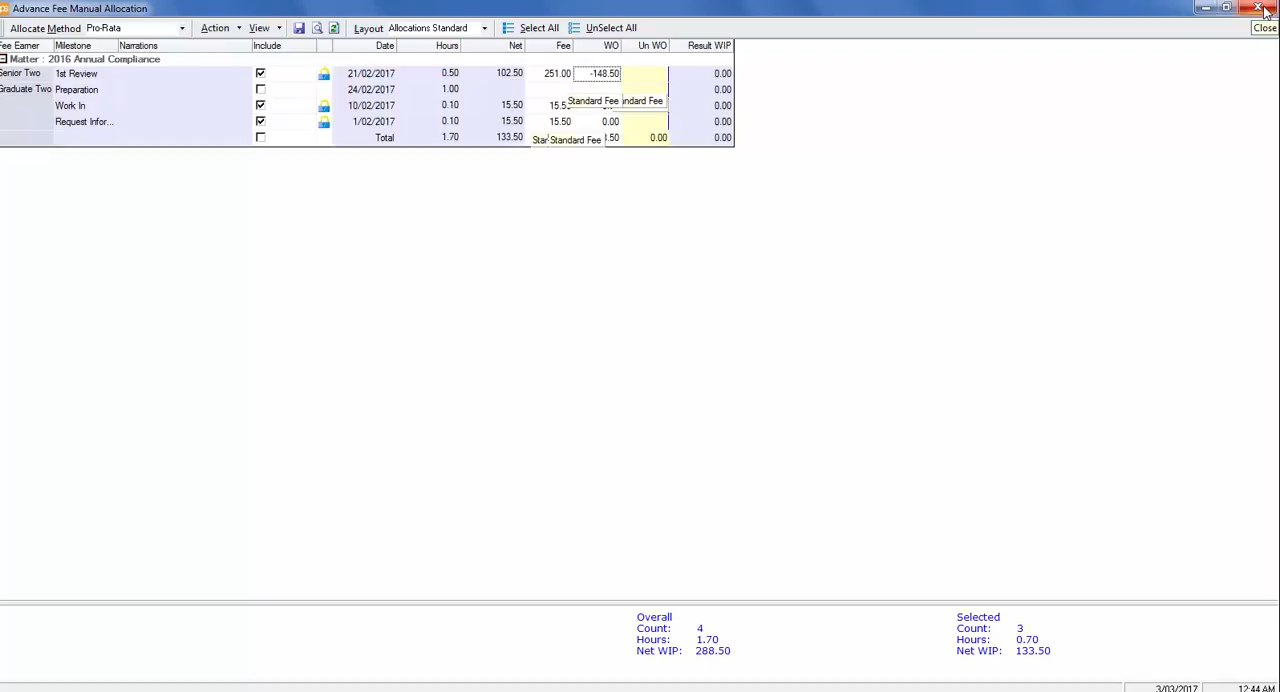 Advance Fee Manual Allocation
Close
Allocate Method Pro-Rata Action View Layout Allocations Standard Select All UnSelect All
Fee Earner Milestone Narrations Include Date Hours Net Fee WO Un WO Result WIP
Matter : 2016 Annual Compliance
Senior Two 1st Review 21/02/2017 0.50 102.50 251.00 -148.50 0.00
Graduate Two Preparation 24/02/2017 1.00 0.00
Standard Fee ndard Fee
Work In 10/02/2017 0.10 15.50 15.5 0.00
Request Infor... 1/02/2017 0.10 15.50 15.50 0.00 0.00
Total 1.70 133.50 .50 0.00 0.00
Star Standard Fee
Overall
Count: 4
Hours: 1.70
Net WIP: 288.50
Selected
Count: 3
Hours: 0.70
Net WIP: 133.50
3/03/2017 12:44 AM